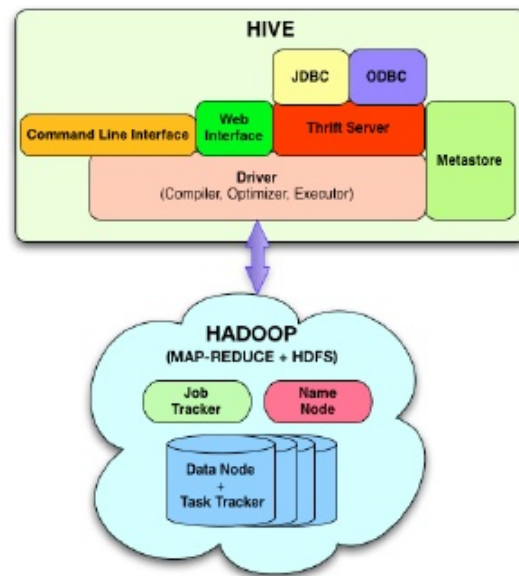 HIVE
JDBC
ODBC
Command Line Interface
Web
Interface
Thrift Server
Metastore
Driver
(Compiler, Optimizer, Executor)
HADOOP
(MAP-REDUCE + HDFS)
Job
Tracker
Name
Node
Data Node
+
Task Tracker